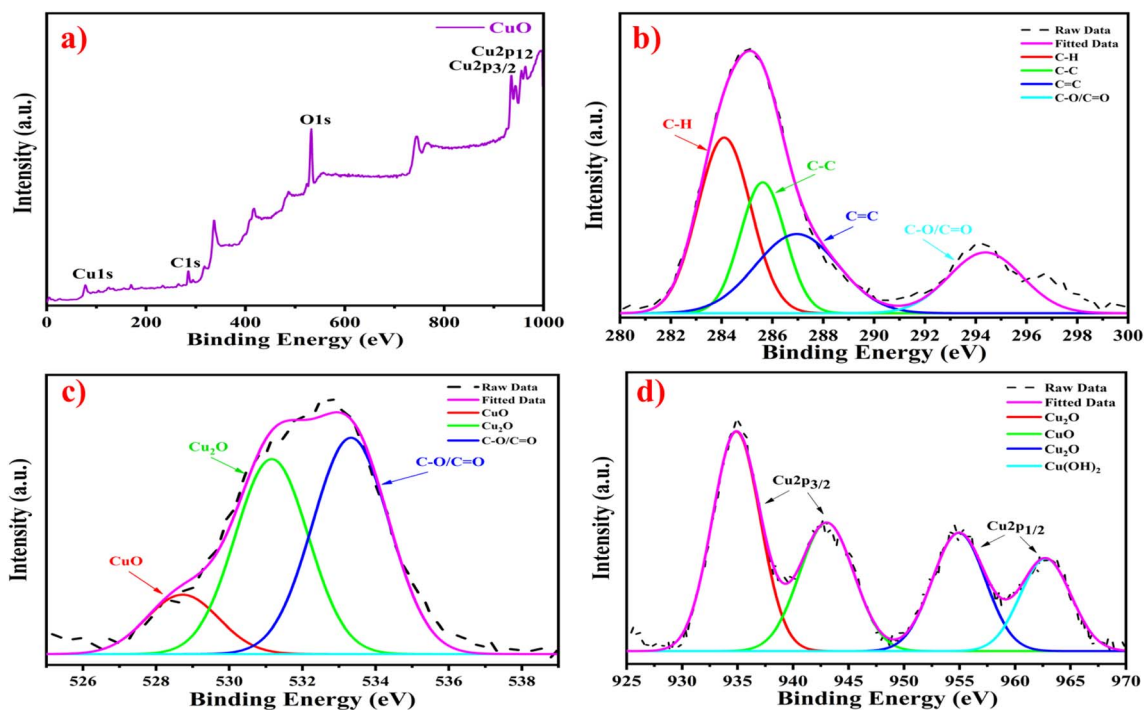 a)
CuO
Cu2p12
Cu2p3/2
O1s
Cu1s
C1s
Intensity (a.u.)
0 200 400 600 800 1000
Binding Energy (eV)
b)
Raw Data
Fitted Data
C-H
C-C
C=C
C-O/C=O
C-H
C-C
C=C
C-O/C=O
Intensity (a.u.)
280 282 284 286 288 290 292 294 296 298 300
Binding Energy (eV)
c)
Raw Data
Fitted Data
CuO
Cu₂O
C-O/C=O
Cu₂O
C-O/C=O
CuO
Intensity (a.u.)
526 528 530 532 534 536 538
Binding Energy (eV)
d)
Raw Data
Fitted Data
Cu₂O
CuO
Cu₂O
Cu(OH)₂
Cu2p3/2
Cu2p1/2
Intensity (a.u.)
925 930 935 940 945 950 955 960 965 970
Binding Energy (eV)